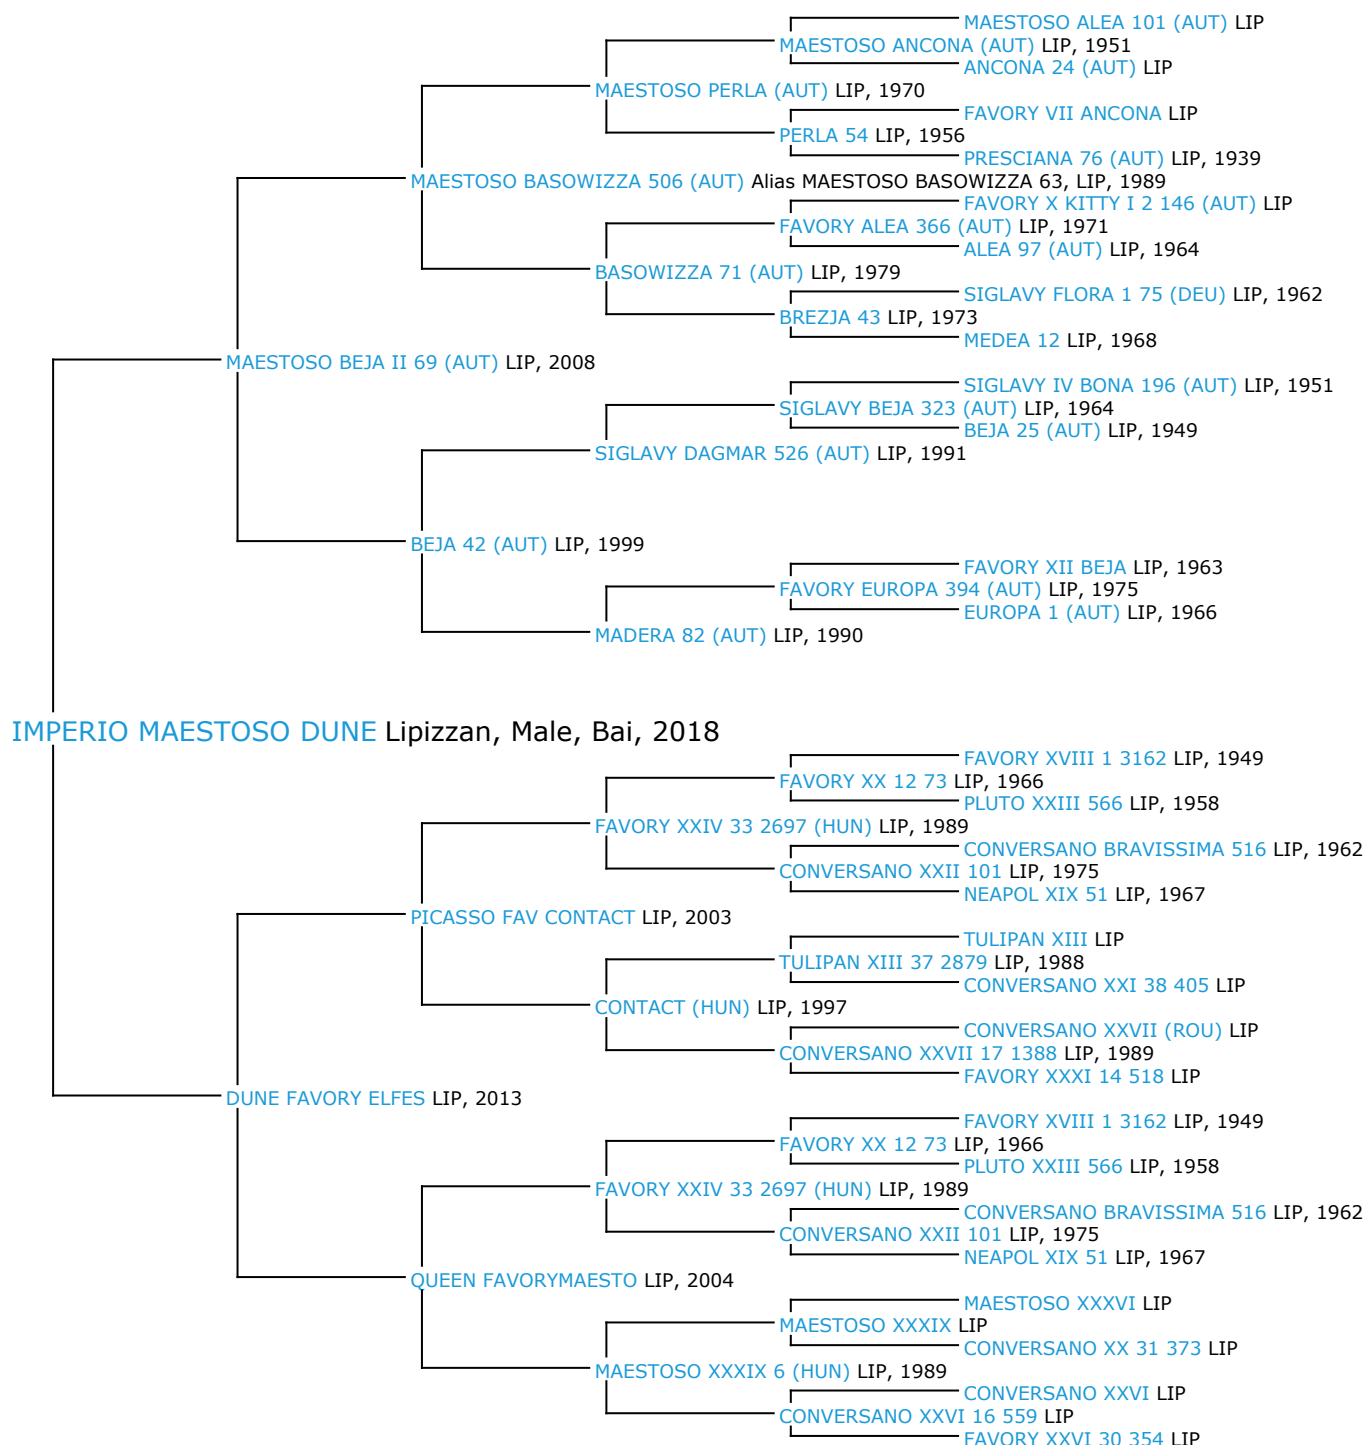 MAESTOSO ALEA 101 (AUT) LIP
MAESTOSO ANCONA (AUT) LIP, 1951
ANCONA 24 (AUT) LIP
MAESTOSO PERLA (AUT) LIP, 1970
FAVORY VII ANCONA LIP
PERLA 54 LIP, 1956
PRESCIANA 76 (AUT) LIP, 1939
MAESTOSO BASOWIZZA 506 (AUT) Alias MAESTOSO BASOWIZZA 63, LIP, 1989
FAVORY X KITTY I 2 146 (AUT) LIP
FAVORY ALEA 366 (AUT) LIP, 1971
ALEA 97 (AUT) LIP, 1964
BASOWIZZA 71 (AUT) LIP, 1979
SIGLAVY FLORA 1 75 (DEU) LIP, 1962
BREZJA 43 LIP, 1973
MEDEA 12 LIP, 1968
MAESTOSO BEJA II 69 (AUT) LIP, 2008
SIGLAVY IV BONA 196 (AUT) LIP, 1951
SIGLAVY BEJA 323 (AUT) LIP, 1964
BEJA 25 (AUT) LIP, 1949
SIGLAVY DAGMAR 526 (AUT) LIP, 1991
BEJA 42 (AUT) LIP, 1999
FAVORY XII BEJA LIP, 1963
FAVORY EUROPA 394 (AUT) LIP, 1975
EUROPA 1 (AUT) LIP, 1966
MADERA 82 (AUT) LIP, 1990
IMPERIO MAESTOSO DUNE Lipizzan, Male, Bai, 2018
FAVORY XVIII 1 3162 LIP, 1949
FAVORY XX 12 73 LIP, 1966
PLUTO XXIII 566 LIP, 1958
FAVORY XXIV 33 2697 (HUN) LIP, 1989
CONVERSANO BRAVISSIMA 516 LIP, 1962
CONVERSANO XXII 101 LIP, 1975
NEAPOL XIX 51 LIP, 1967
PICASSO FAV CONTACT LIP, 2003
TULIPAN XIII LIP
TULIPAN XIII 37 2879 LIP, 1988
CONVERSANO XXI 38 405 LIP
CONTACT (HUN) LIP, 1997
CONVERSANO XXVII (ROU) LIP
CONVERSANO XXVII 17 1388 LIP, 1989
FAVORY XXXI 14 518 LIP
DUNE FAVORY ELFES LIP, 2013
FAVORY XVIII 1 3162 LIP, 1949
FAVORY XX 12 73 LIP, 1966
PLUTO XXIII 566 LIP, 1958
FAVORY XXIV 33 2697 (HUN) LIP, 1989
CONVERSANO BRAVISSIMA 516 LIP, 1962
CONVERSANO XXII 101 LIP, 1975
NEAPOL XIX 51 LIP, 1967
QUEEN FAVORYMAESTO LIP, 2004
MAESTOSO XXXVI LIP
MAESTOSO XXXIX LIP
CONVERSANO XX 31 373 LIP
MAESTOSO XXXIX 6 (HUN) LIP, 1989
CONVERSANO XXVI LIP
CONVERSANO XXVI 16 559 LIP
FAVORY XXVI 30 354 LIP